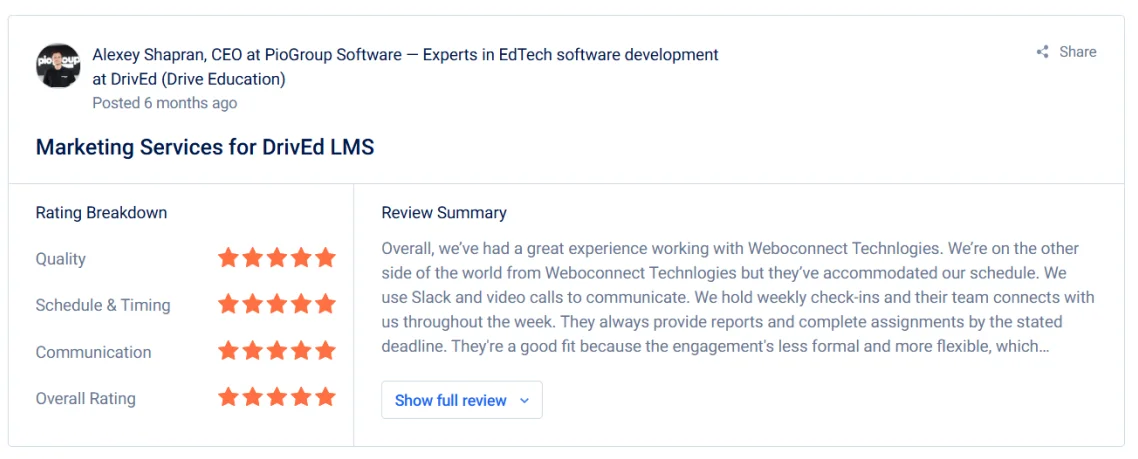 Alexey Shapran, CEO at PioGroup Software — Experts in EdTech software development
at DrivEd (Drive Education)
Posted 6 months ago
Share
Marketing Services for DrivEd LMS
Rating Breakdown
Quality
Schedule & Timing
Communication
Overall Rating
Review Summary
Overall, we’ve had a great experience working with Weboconnect Technlogies. We’re on the other
side of the world from Weboconnect Technlogies but they’ve accommodated our schedule. We
use Slack and video calls to communicate. We hold weekly check-ins and their team connects with
us throughout the week. They always provide reports and complete assignments by the stated
deadline. They're a good fit because the engagement's less formal and more flexible, which...
Show full review